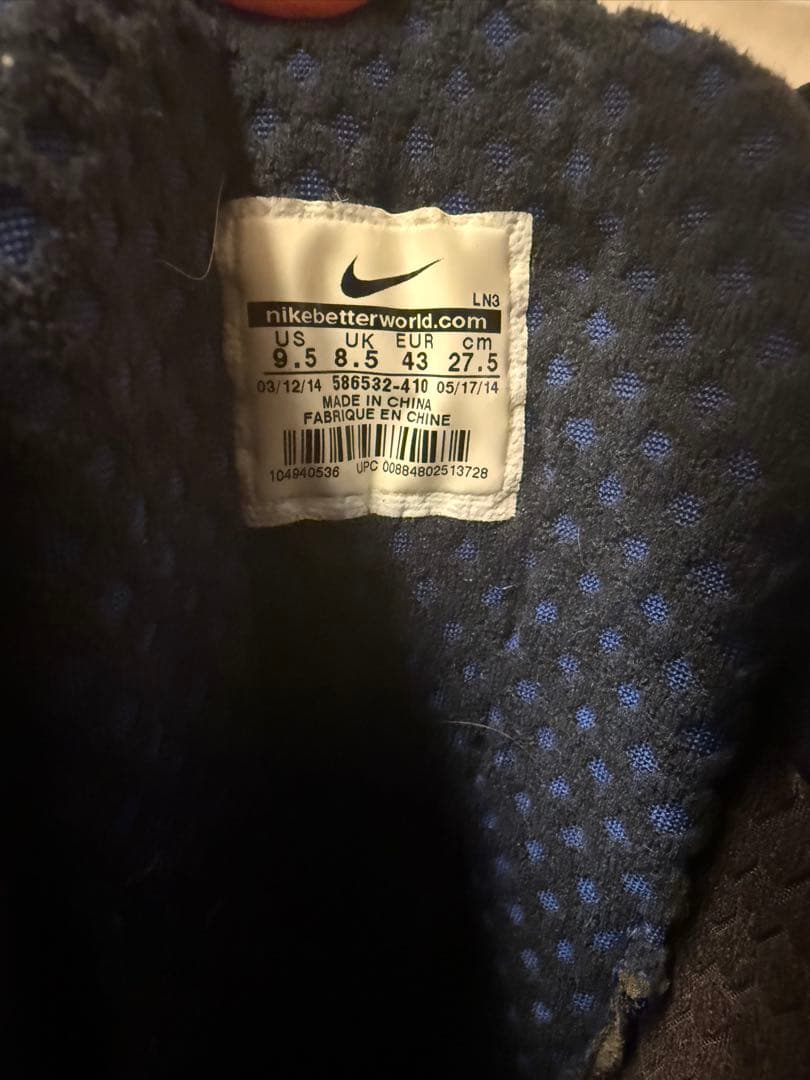 LN3
nikebetterworld.com
US UK EUR cm
9.5 8.5 43 27.5
03/12/14 586532-410 05/17/14
MADE IN CHINA
FABRIQUE EN CHINE
104940536 UPC 00884802513728